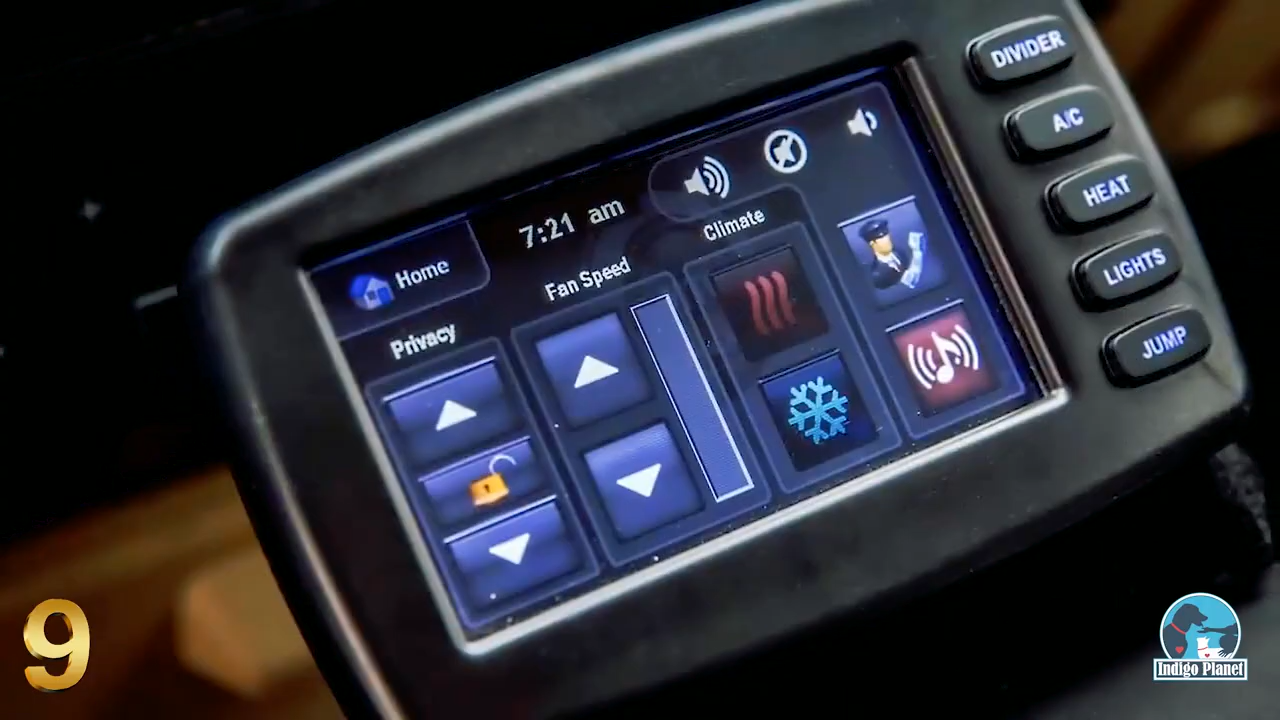 DIVIDER
A/C
HEAT
LIGHTS
JUMP
7:21 am
Home
Climate
Fan Speed
Privacy
9
Indigo Planet